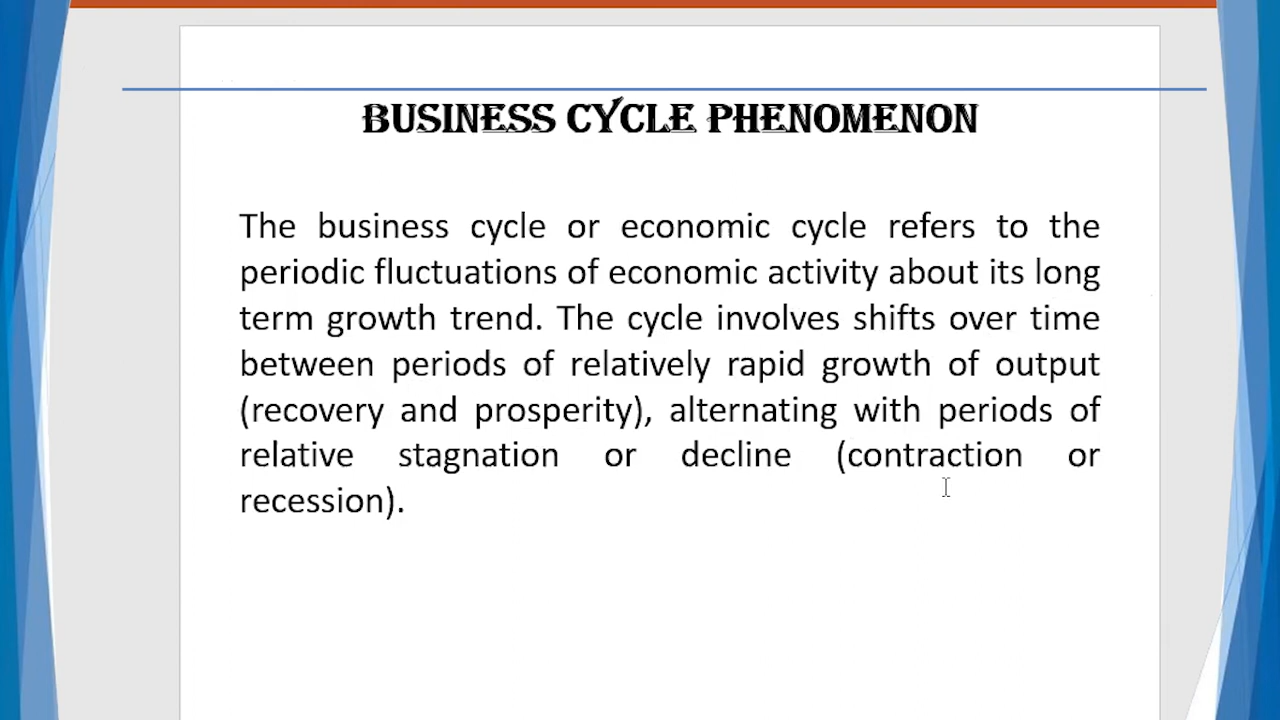 BUSINESS CYCLE PHENOMENON
The business cycle or economic cycle refers to the
periodic fluctuations of economic activity about its long
term growth trend. The cycle involves shifts over time
between periods of relatively rapid growth of output
(recovery and prosperity), alternating with periods of
relative stagnation or decline (contraction or
recession).